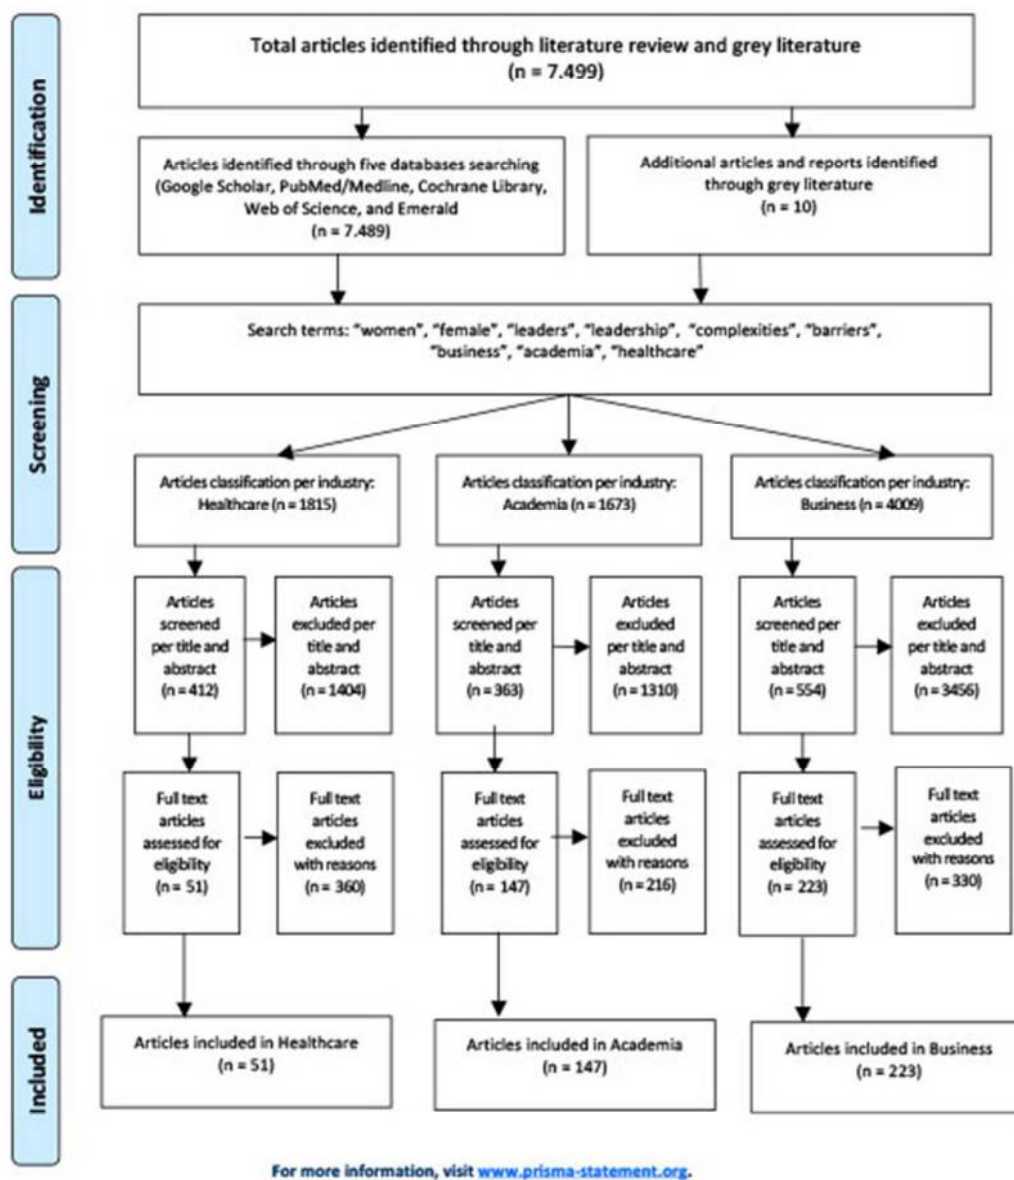 Identification
Total articles identified through literature review and grey literature
(n = 7.499)
Articles identified through five databases searching
(Google Scholar, PubMed/Medline, Cochrane Library,
Web of Science, and Emerald
(n = 7.489)
Additional articles and reports identified
through grey literature
(n = 10)
Screening
Search terms: “women”, “female”, “leaders”, “leadership”, “complexities”, “barriers”,
“business”, “academia”, “healthcare”
Articles classification per industry:
Healthcare (n = 1815)
Articles classification per industry:
Academia (n = 1673)
Articles classification per industry:
Business (n = 4009)
Eligibility
Articles
screened per
title and
abstract
(n = 412)
Articles
excluded per
title and
abstract
(n = 1404)
Articles
screened per
title and
abstract
(n = 363)
Articles
excluded
per title and
abstract
(n = 1310)
Articles
screened
per title and
abstract
(n = 554)
Articles
excluded
per title and
abstract
(n = 3456)
Full text
articles
assessed for
eligibility
(n = 51)
Full text
articles
excluded
with reasons
(n = 360)
Full text
articles
assessed for
eligibility
(n = 147)
Full text
articles
excluded
with reasons
(n = 216)
Full text
articles
assessed for
eligibility
(n = 223)
Full text
articles
excluded
with reasons
(n = 330)
Included
Articles included in Healthcare
(n = 51)
Articles included in Academia
(n = 147)
Articles included in Business
(n = 223)
For more information, visit www.prisma-statement.org.